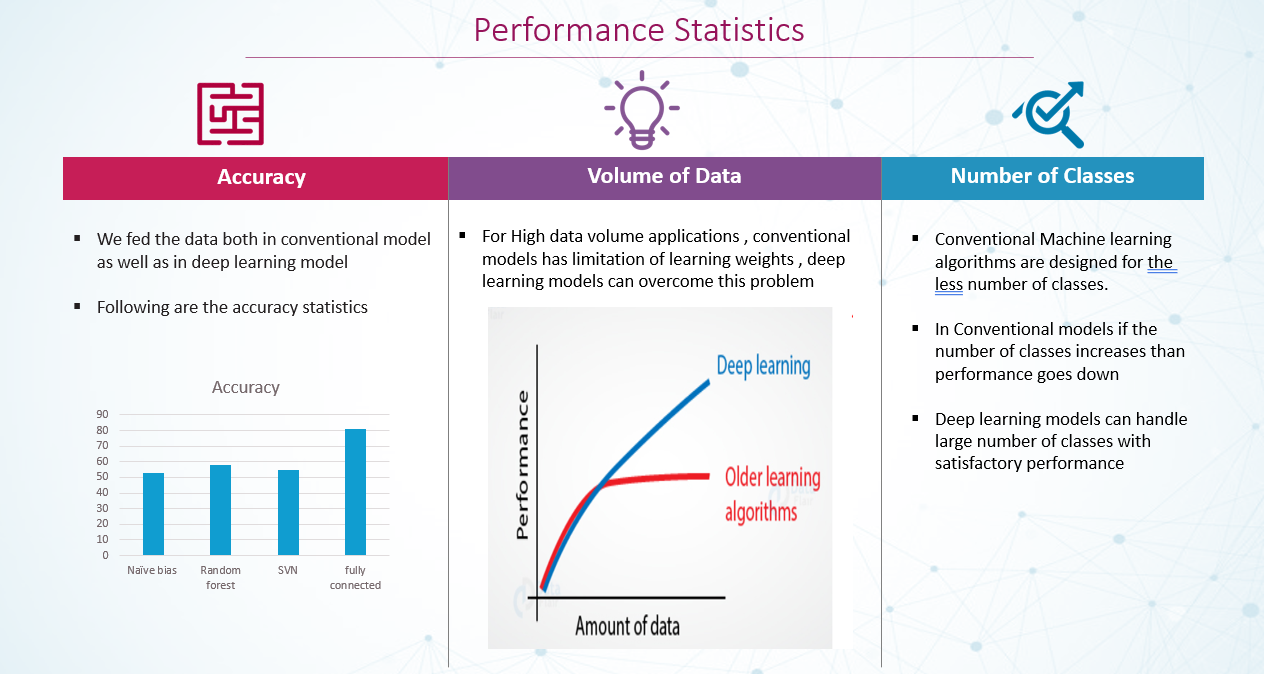 Performance Statistics
Accuracy
▪ We fed the data both in conventional model
as well as in deep learning model
▪ Following are the accuracy statistics
Accuracy
90
80
70
60
50
40
30
20
10
0
Naïve bias
Random
forest
SVN
fully
connected
Volume of Data
▪ For High data volume applications , conventional
models has limitation of learning weights , deep
learning models can overcome this problem
Performance
Deep learning
Older learning
algorithms
Amount of data
Number of Classes
▪ Conventional Machine learning
algorithms are designed for the
less number of classes.
▪ In Conventional models if the
number of classes increases than
performance goes down
▪ Deep learning models can handle
large number of classes with
satisfactory performance